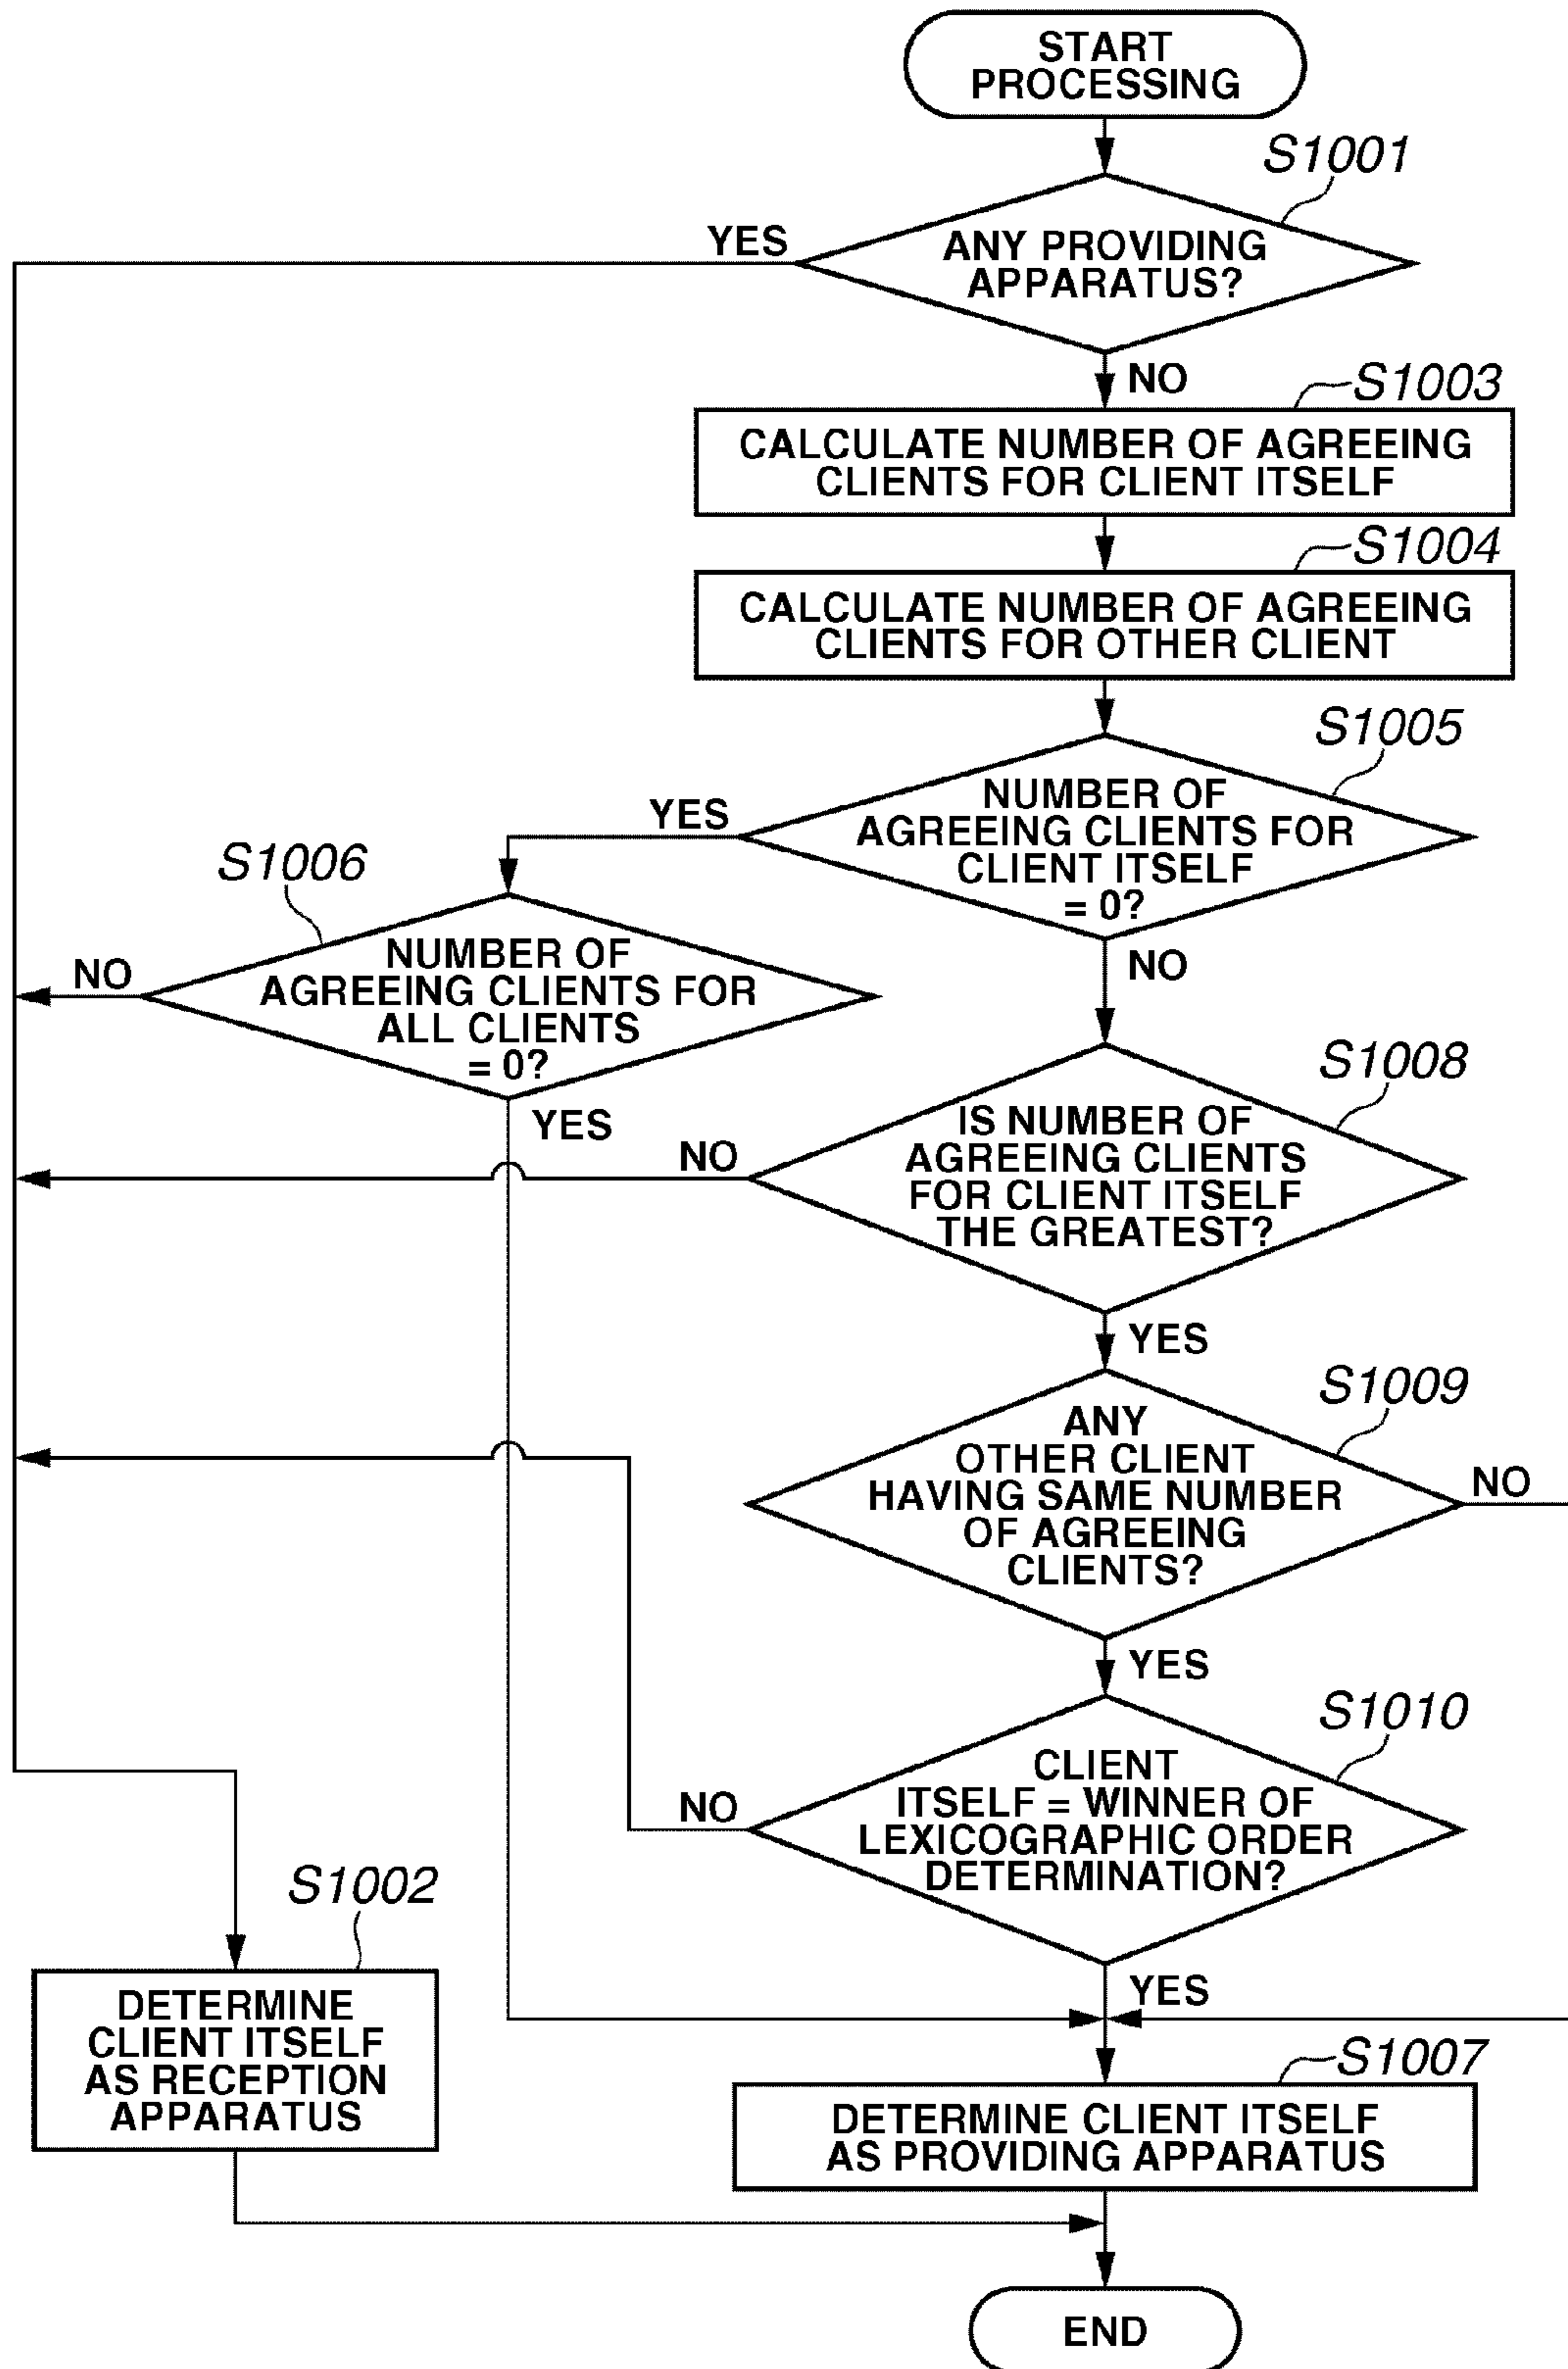 START
PROCESSING
S1001
YES
ANY PROVIDING
APPARATUS?
NO
S1003
CALCULATE NUMBER OF AGREEING
CLIENTS FOR CLIENT ITSELF
S1004
CALCULATE NUMBER OF AGREEING
CLIENTS FOR OTHER CLIENT
S1005
YES
NUMBER OF
AGREEING CLIENTS FOR
CLIENT ITSELF
= 0?
NO
S1006
NO
NUMBER OF
AGREEING CLIENTS FOR
ALL CLIENTS
= 0?
YES
S1008
NO
IS NUMBER OF
AGREEING CLIENTS
FOR CLIENT ITSELF
THE GREATEST?
YES
S1009
ANY
OTHER CLIENT
HAVING SAME NUMBER
OF AGREEING
CLIENTS?
NO
YES
S1010
NO
CLIENT
ITSELF = WINNER OF
LEXICOGRAPHIC ORDER
DETERMINATION?
YES
S1002
DETERMINE
CLIENT ITSELF
AS RECEPTION
APPARATUS
S1007
DETERMINE CLIENT ITSELF
AS PROVIDING APPARATUS
END